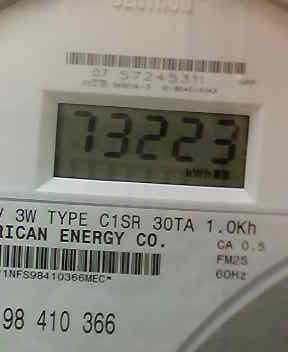 07 57245311
73223
kWh
V 3W TYPE C1SR 30TA 1.0Kh
RICAN ENERGY CO.
CA 0.5
FM2S
60Hz
1NFS98410366MEC*
98 410 366